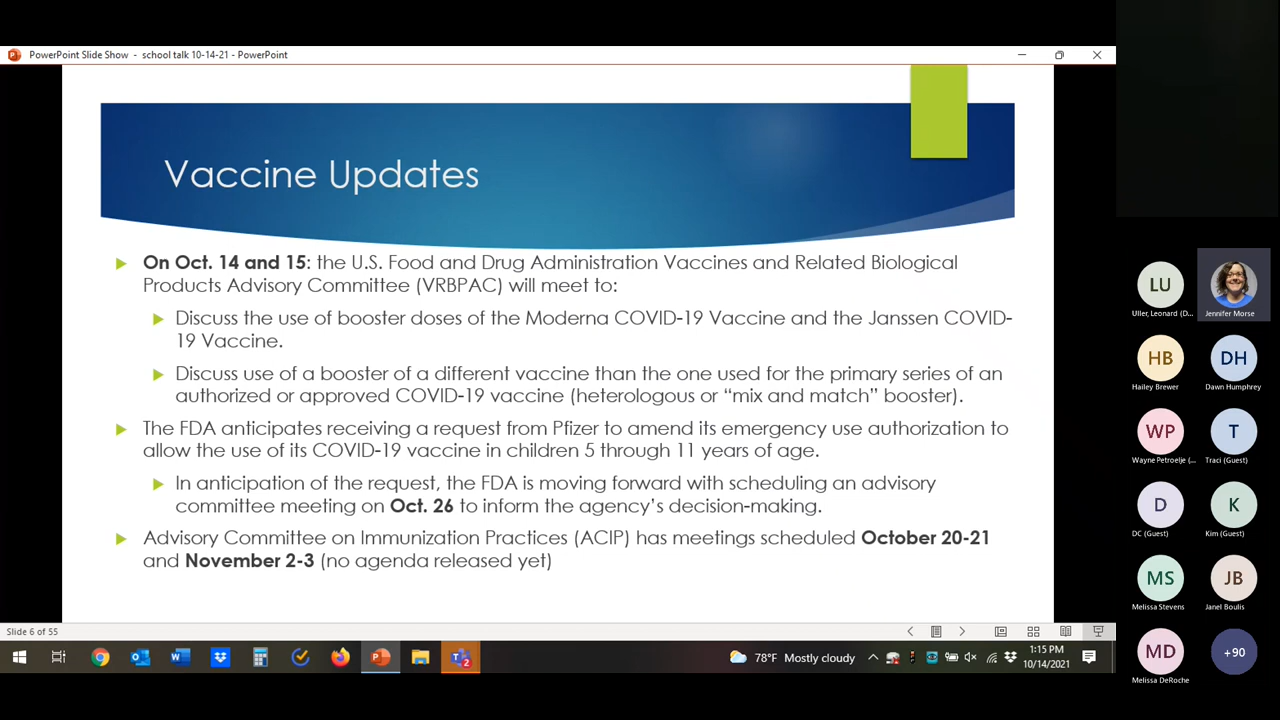 PowerPoint Slide Show - school talk 10-14-21 - PowerPoint
Vaccine Updates
On Oct. 14 and 15: the U.S. Food and Drug Administration Vaccines and Related Biological
Products Advisory Committee (VRBPAC) will meet to:
Discuss the use of booster doses of the Moderna COVID-19 Vaccine and the Janssen COVID-
19 Vaccine.
Discuss use of a booster of a different vaccine than the one used for the primary series of an
authorized or approved COVID-19 vaccine (heterologous or “mix and match” booster).
The FDA anticipates receiving a request from Pfizer to amend its emergency use authorization to
allow the use of its COVID-19 vaccine in children 5 through 11 years of age.
In anticipation of the request, the FDA is moving forward with scheduling an advisory
committee meeting on Oct. 26 to inform the agency’s decision-making.
Advisory Committee on Immunization Practices (ACIP) has meetings scheduled October 20-21
and November 2-3 (no agenda released yet)
Slide 6 of 55
2
78°F Mostly cloudy
1:15 PM
10/14/2021
LU
Uller, Leonard (D...
Jennifer Morse
HB
Hailey Brewer
DH
Dawn Humphrey
WP
Wayne Petroelje (...
T
Traci (Guest)
D
DC (Guest)
K
Kim (Guest)
MS
Melissa Stevens
JB
Janel Boulis
MD
Melissa DeRoche
+90